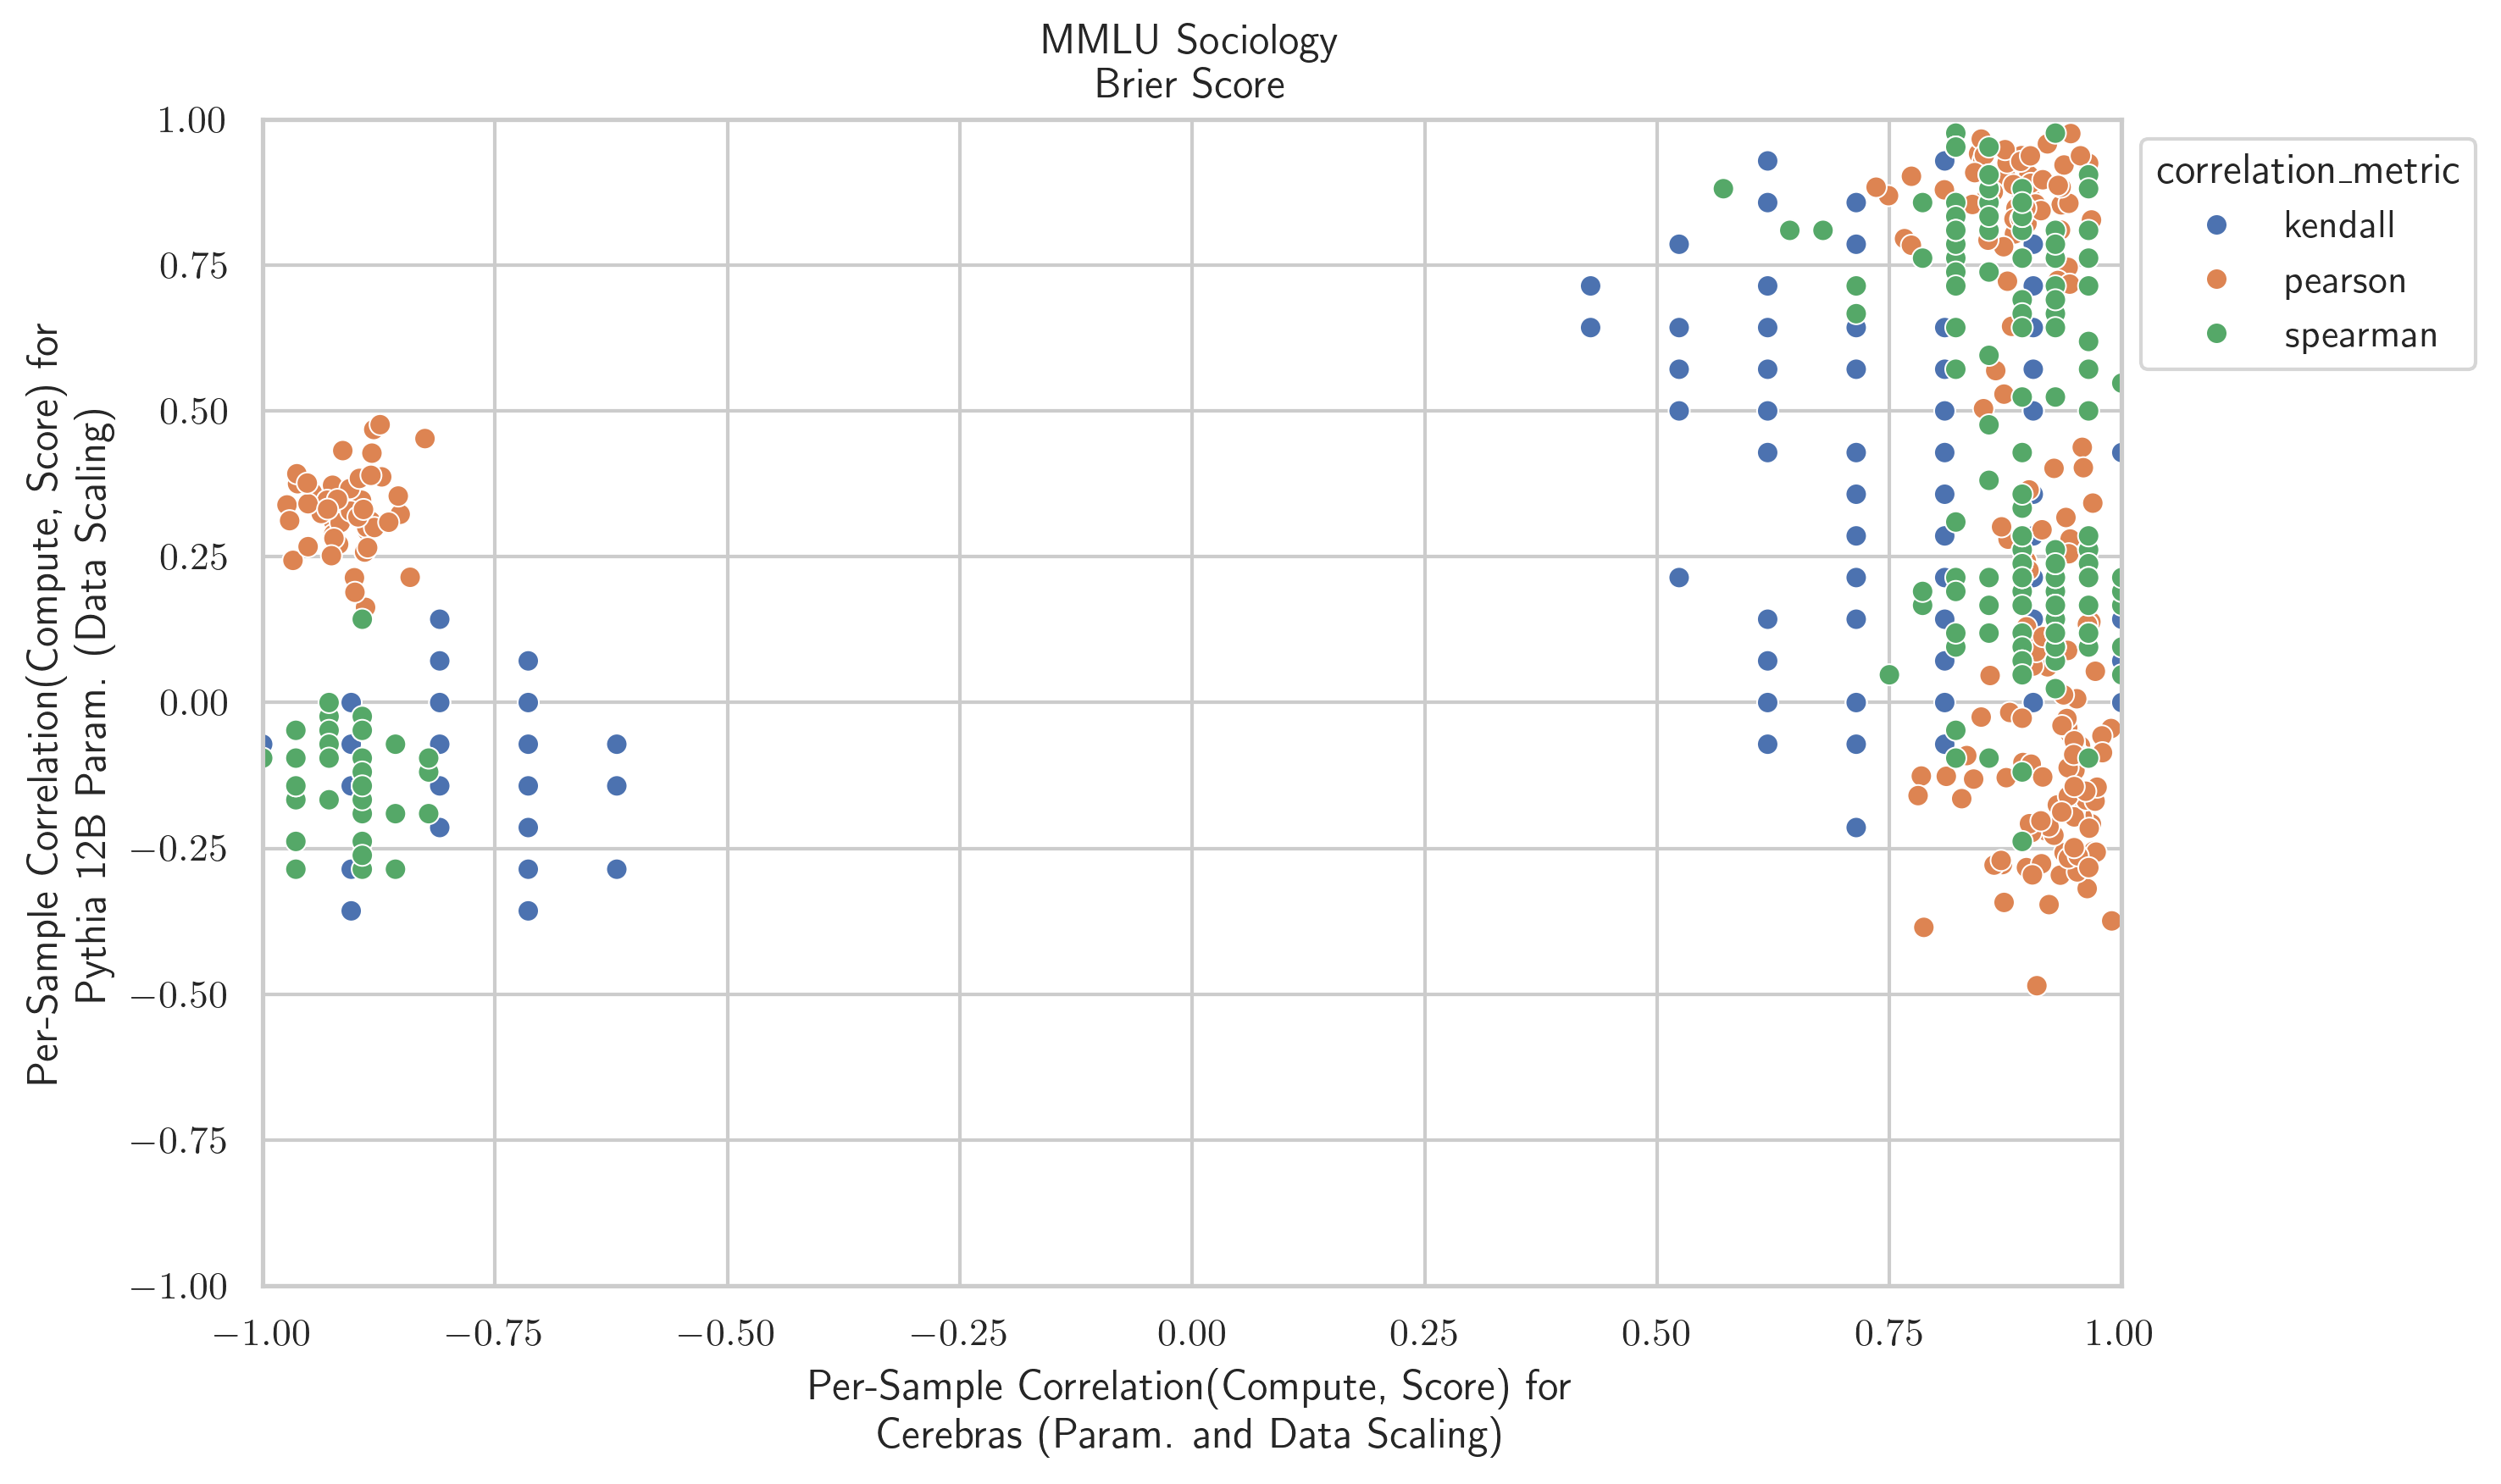 MMLU Sociology
Brier Score
1.00
0.75
0.50
0.25
0.00
−0.25
−0.50
−0.75
−1.00
Per-Sample Correlation(Compute, Score) for
Pythia 12B Param. (Data Scaling)
−1.00 −0.75 −0.50 −0.25 0.00 0.25 0.50 0.75 1.00
Per-Sample Correlation(Compute, Score) for
Cerebras (Param. and Data Scaling)
correlation_metric
kendall
pearson
spearman